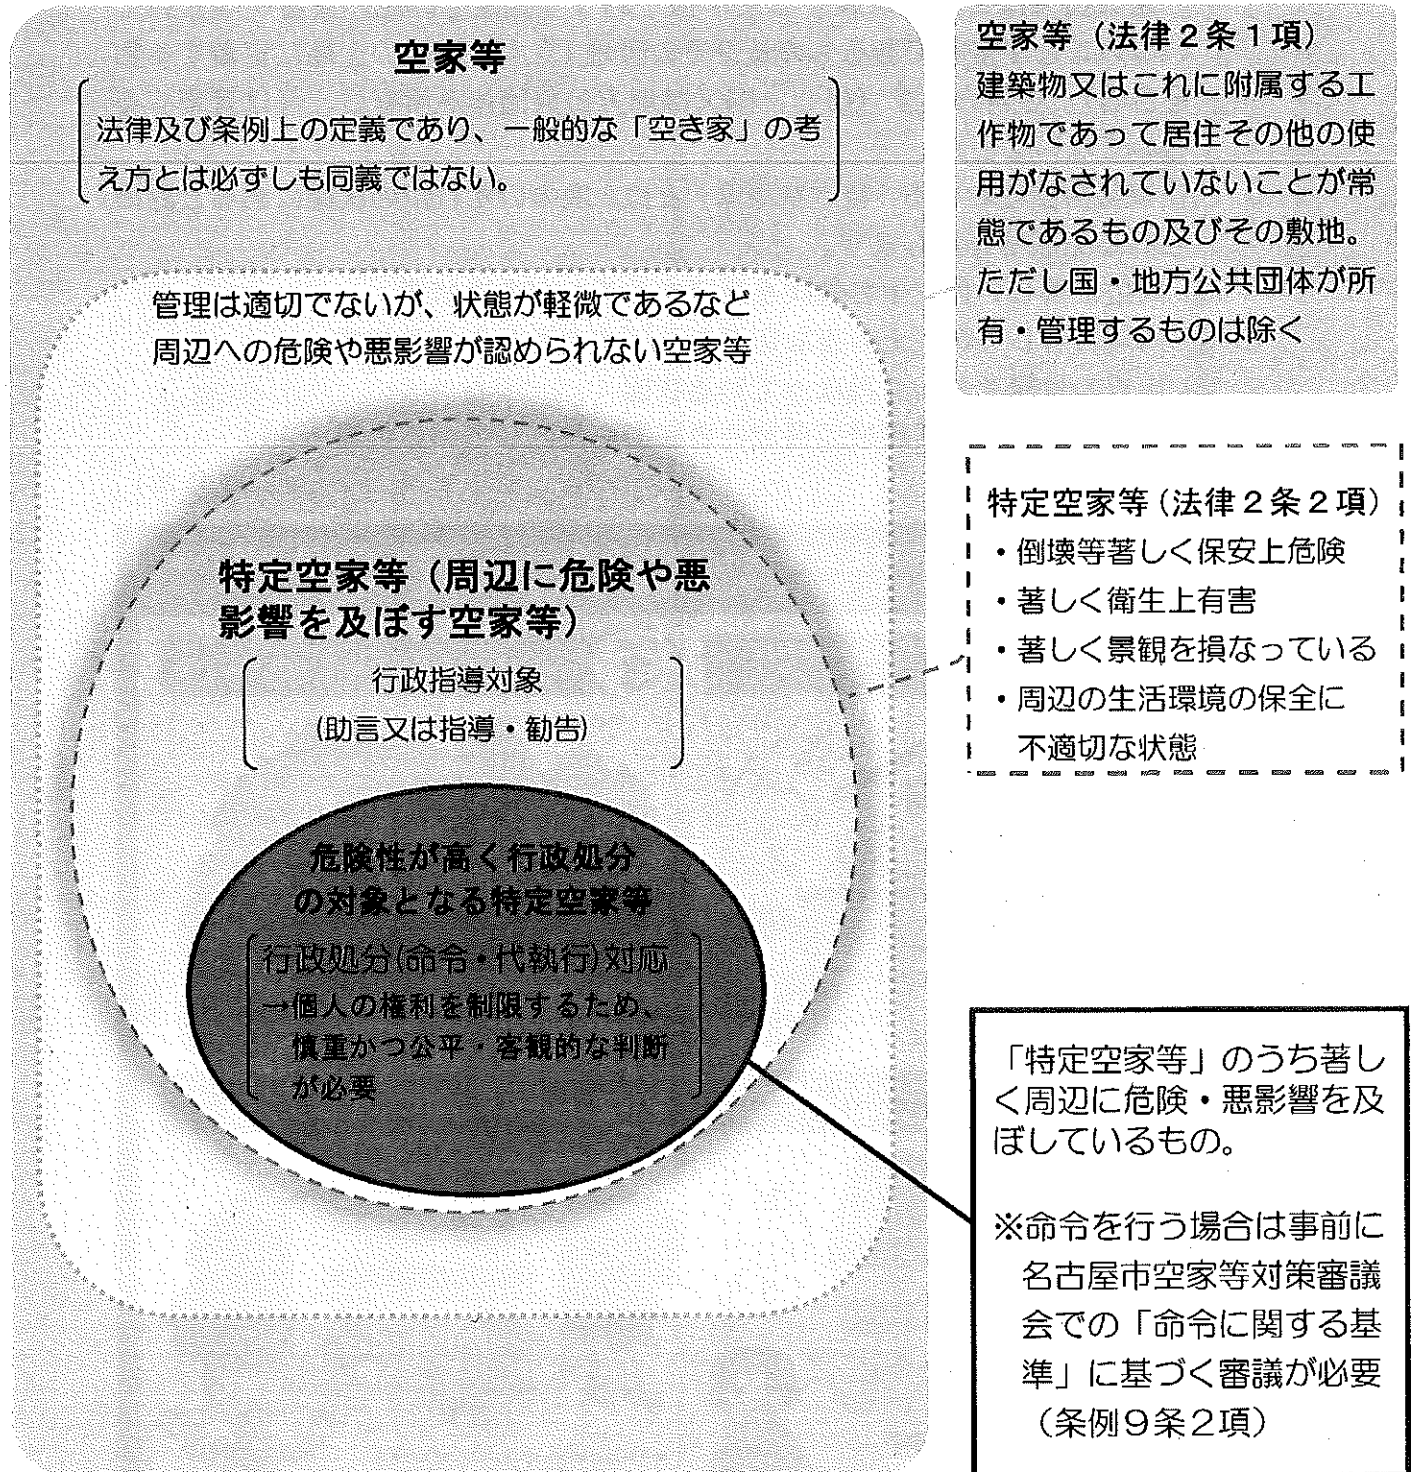 空家等
法律及び条例上の定義であり、一般的な「空き家」の考
え方とは必ずしも同義ではない。
管理は適切でないが、状態が軽微であるなど
周辺への危険や悪影響が認められない空家等
特定空家等（周辺に危険や悪
影響を及ぼす空家等）
行政指導対象
(助言又は指導・勧告)
危険性が高く行政処分
の対象となる特定空家等
行政処分(命令・代執行)対応
→個人の権利を制限するため、
慎重かつ公平・客観的な判断
が必要
空家等（法律２条１項）
建築物又はこれに附属する工
作物であって居住その他の使
用がなされていないことが常
態であるもの及びその敷地。
ただし国・地方公共団体が所
有・管理するものは除く
特定空家等（法律２条２項）
・倒壊等著しく保安上危険
・著しく衛生上有害
・著しく景観を損なっている
・周辺の生活環境の保全に
不適切な状態
「特定空家等」のうち著し
く周辺に危険・悪影響を及
ぼしているもの。
※命令を行う場合は事前に
名古屋市空家等対策審議
会での「命令に関する基
準」に基づく審議が必要
（条例９条２項）